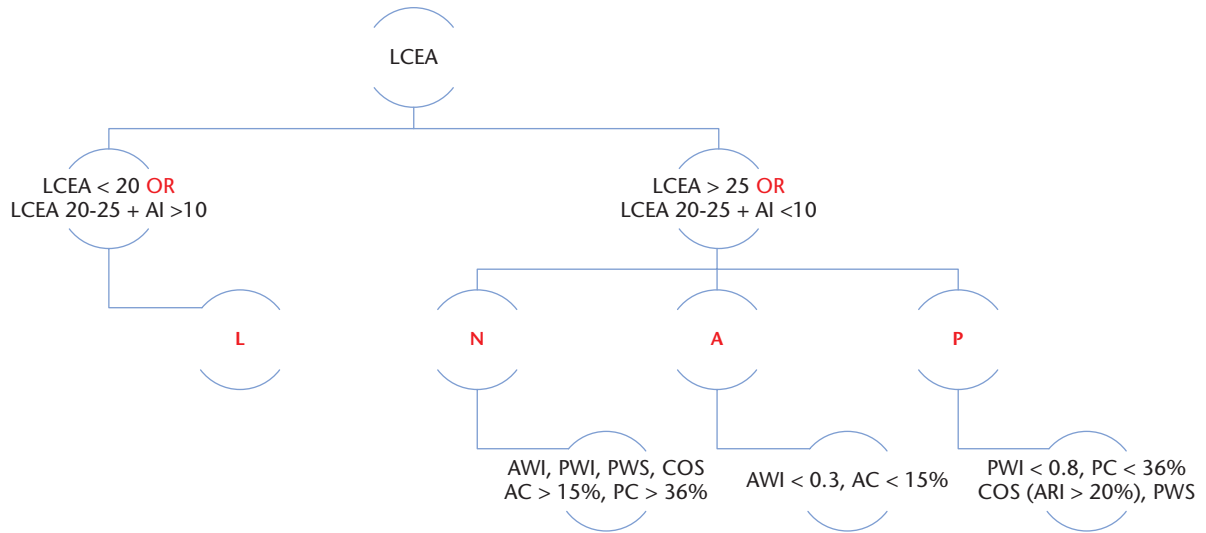 LCEA
LCEA < 20 OR
LCEA 20-25 + AI >10
LCEA > 25 OR
LCEA 20-25 + AI <10
L
N
A
P
AWI, PWI, PWS, COS
AC > 15%, PC > 36%
AWI < 0.3, AC < 15%
PWI < 0.8, PC < 36%
COS (ARI > 20%), PWS